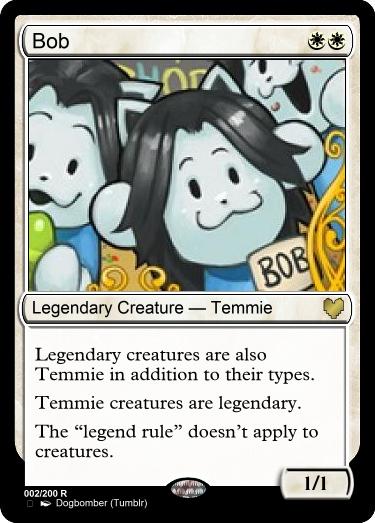 Bob
SHOP
BOB
Legendary Creature — Temmie
Legendary creatures are also
Temmie in addition to their types.
Temmie creatures are legendary.
The “legend rule” doesn’t apply to
creatures.
1/1
002/200 R
Dogbomber (Tumblr)